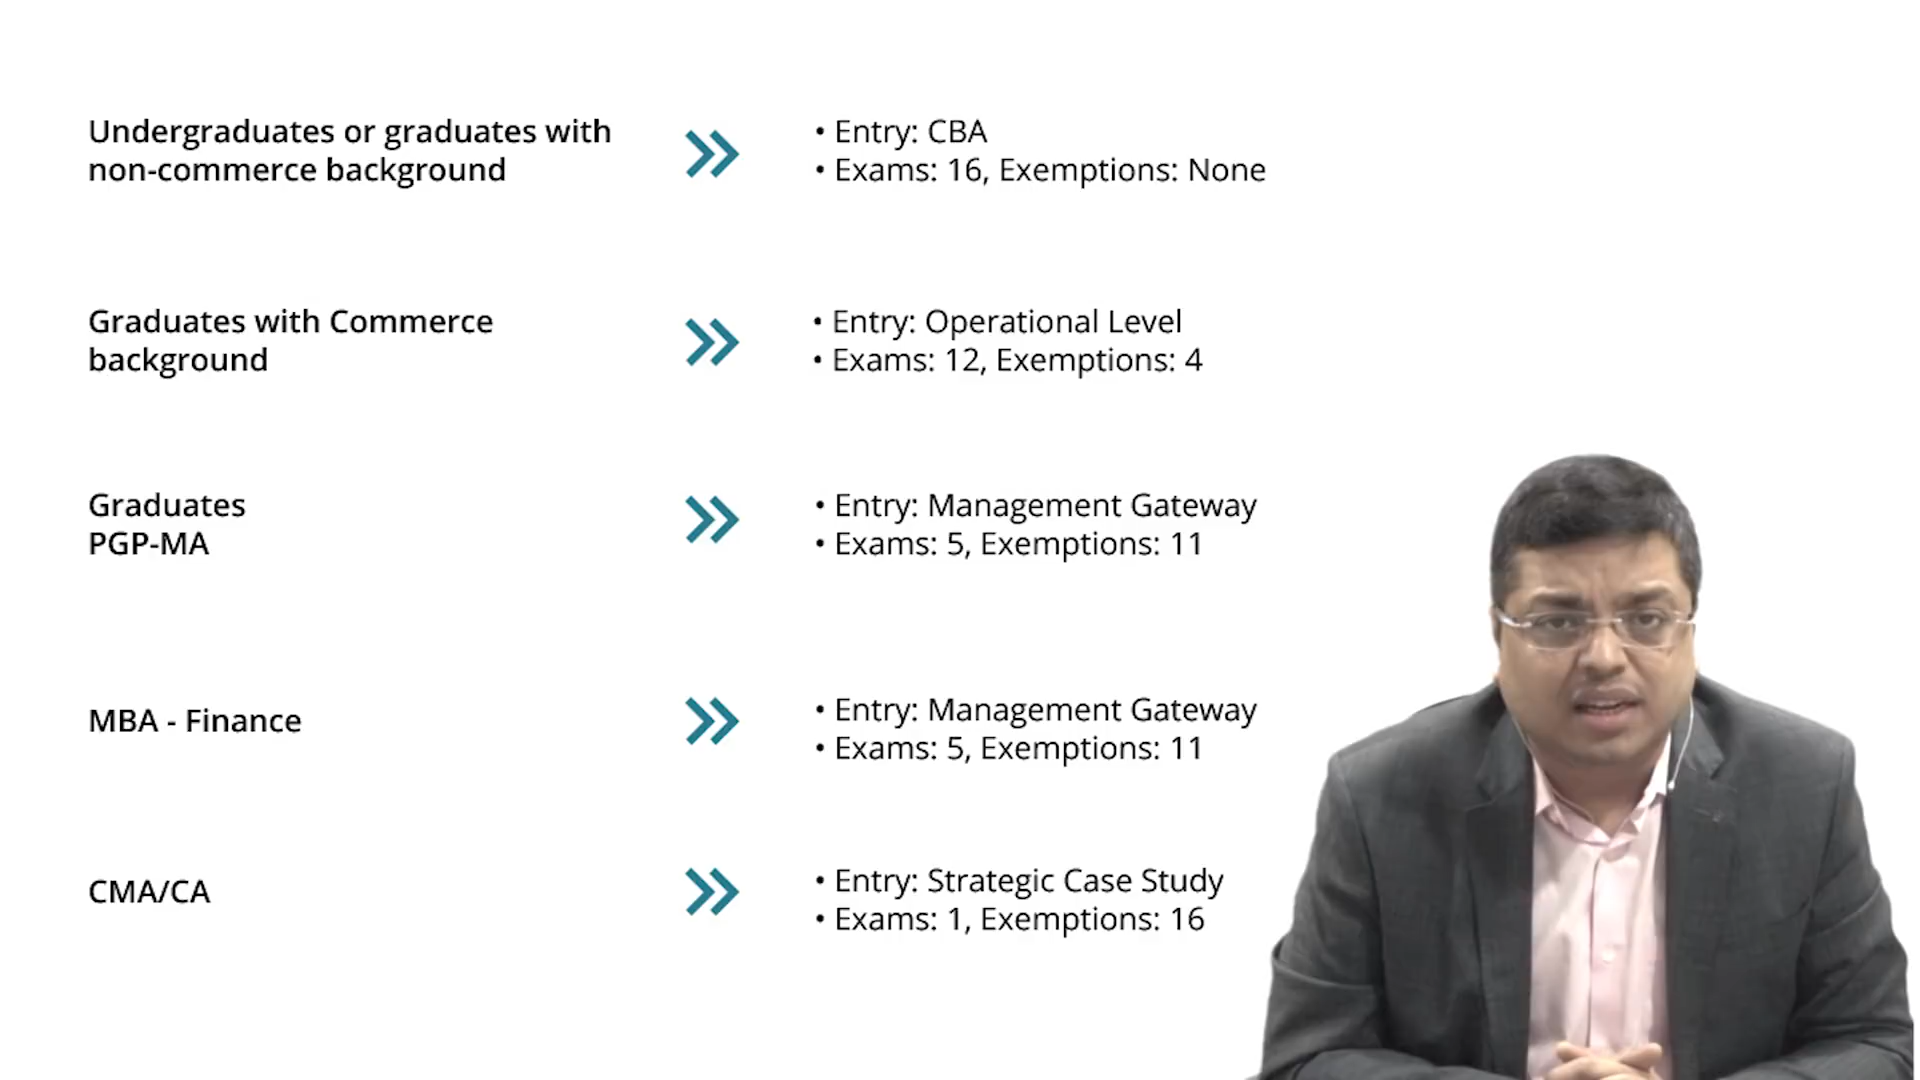 Undergraduates or graduates with
non-commerce background
• Entry: CBA
• Exams: 16, Exemptions: None
Graduates with Commerce
background
• Entry: Operational Level
• Exams: 12, Exemptions: 4
Graduates
PGP-MA
• Entry: Management Gateway
• Exams: 5, Exemptions: 11
MBA - Finance
• Entry: Management Gateway
• Exams: 5, Exemptions: 11
CMA/CA
• Entry: Strategic Case Study
• Exams: 1, Exemptions: 16